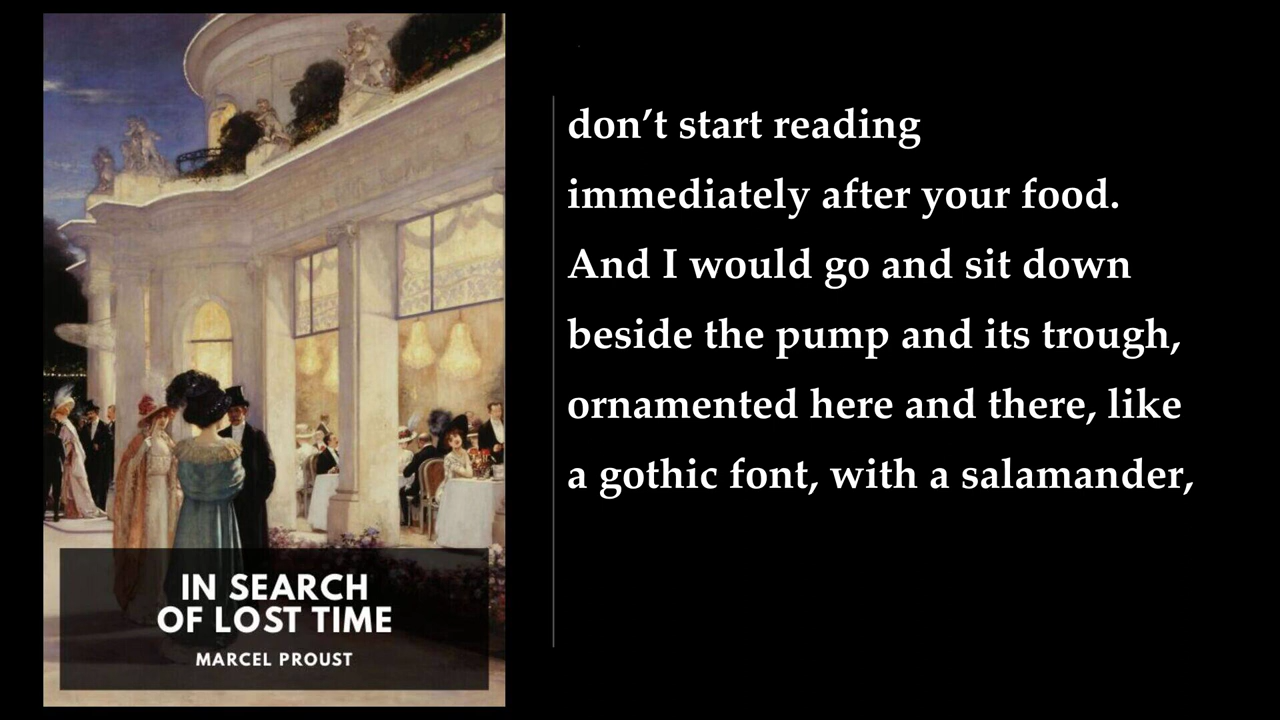 don’t start reading
immediately after your food.
And I would go and sit down
beside the pump and its trough,
ornamented here and there, like
a gothic font, with a salamander,
IN SEARCH
OF LOST TIME
MARCEL PROUST